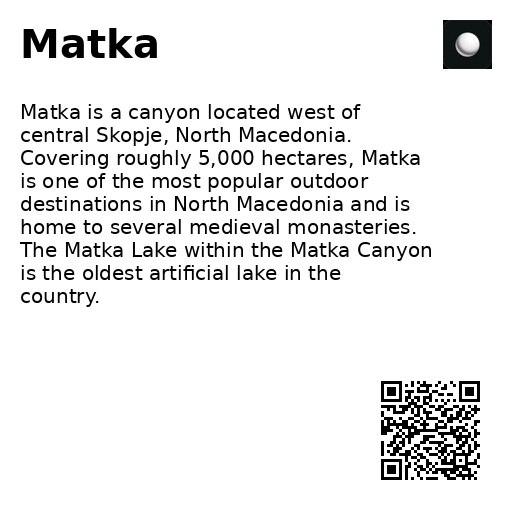 Matka
Matka is a canyon located west of
central Skopje, North Macedonia.
Covering roughly 5,000 hectares, Matka
is one of the most popular outdoor
destinations in North Macedonia and is
home to several medieval monasteries.
The Matka Lake within the Matka Canyon
is the oldest artificial lake in the
country.